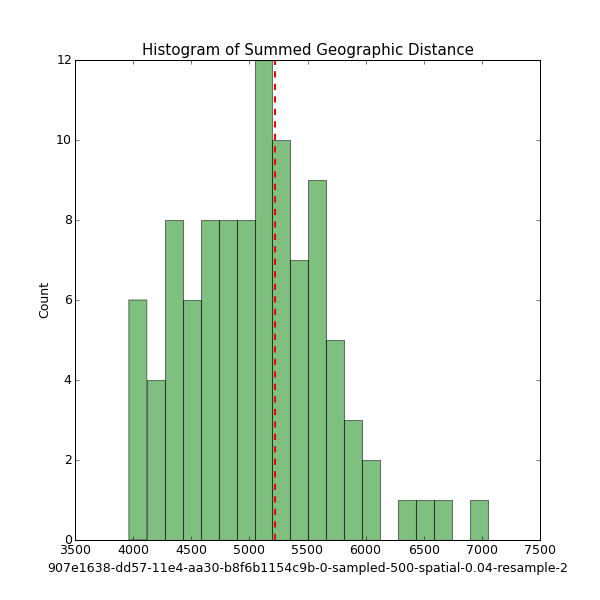 Histogram of Summed Geographic Distance
12
10
8
6
4
2
0
Count
3500 4000 4500 5000 5500 6000 6500 7000 7500
907e1638-dd57-11e4-aa30-b8f6b1154c9b-0-sampled-500-spatial-0.04-resample-2